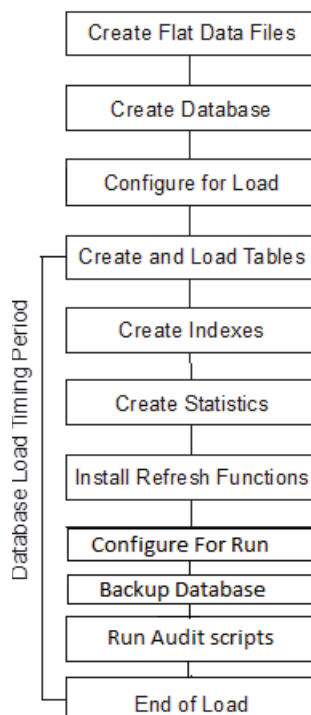 Create Flat Data Files
Create Database
Configure for Load
Create and Load Tables
Create Indexes
Create Statistics
Install Refresh Functions
Configure For Run
Backup Database
Run Audit scripts
End of Load
Database Load Timing Period